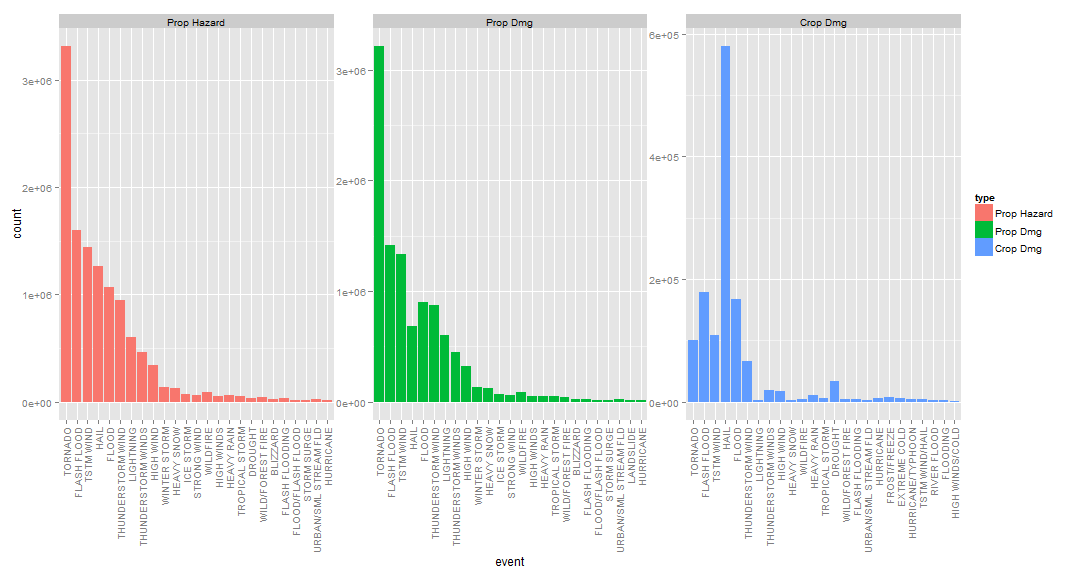 Prop Hazard
Prop Dmg
Crop Dmg
count
3e+06
2e+06
1e+06
0e+00
3e+06
2e+06
1e+06
0e+00
6e+05
4e+05
2e+05
0e+00
TORNADO
FLASH FLOOD
TSTM WIND
HAIL
FLOOD
THUNDERSTORM WIND
LIGHTNING
THUNDERSTORM WINDS
HIGH WIND
WINTER STORM
HEAVY SNOW
ICE STORM
STRONG WIND
WILDFIRE
HIGH WINDS
HEAVY RAIN
TROPICAL STORM
DROUGHT
WILD/FOREST FIRE
BLIZZARD
FLASH FLOODING
FLOOD/FLASH FLOOD
STORM SURGE
URBAN/SML STREAM FLD
HURRICANE
TORNADO
FLASH FLOOD
TSTM WIND
HAIL
FLOOD
THUNDERSTORM WIND
LIGHTNING
THUNDERSTORM WINDS
HIGH WIND
WINTER STORM
HEAVY SNOW
ICE STORM
STRONG WIND
WILDFIRE
HIGH WINDS
HEAVY RAIN
TROPICAL STORM
WILD/FOREST FIRE
BLIZZARD
FLASH FLOODING
FLOOD/FLASH FLOOD
STORM SURGE
URBAN/SML STREAM FLD
LANDSLIDE
HURRICANE
TORNADO
FLASH FLOOD
TSTM WIND
HAIL
FLOOD
THUNDERSTORM WIND
LIGHTNING
THUNDERSTORM WINDS
HIGH WIND
HEAVY SNOW
WILDFIRE
HEAVY RAIN
TROPICAL STORM
DROUGHT
WILD/FOREST FIRE
FLASH FLOODING
URBAN/SML STREAM FLD
HURRICANE
FROST/FREEZE
EXTREME COLD
HURRICANE/TYPHOON
TSTM WIND/HAIL
RIVER FLOOD
FLOODING
HIGH WINDS/COLD
event
type
Prop Hazard
Prop Dmg
Crop Dmg